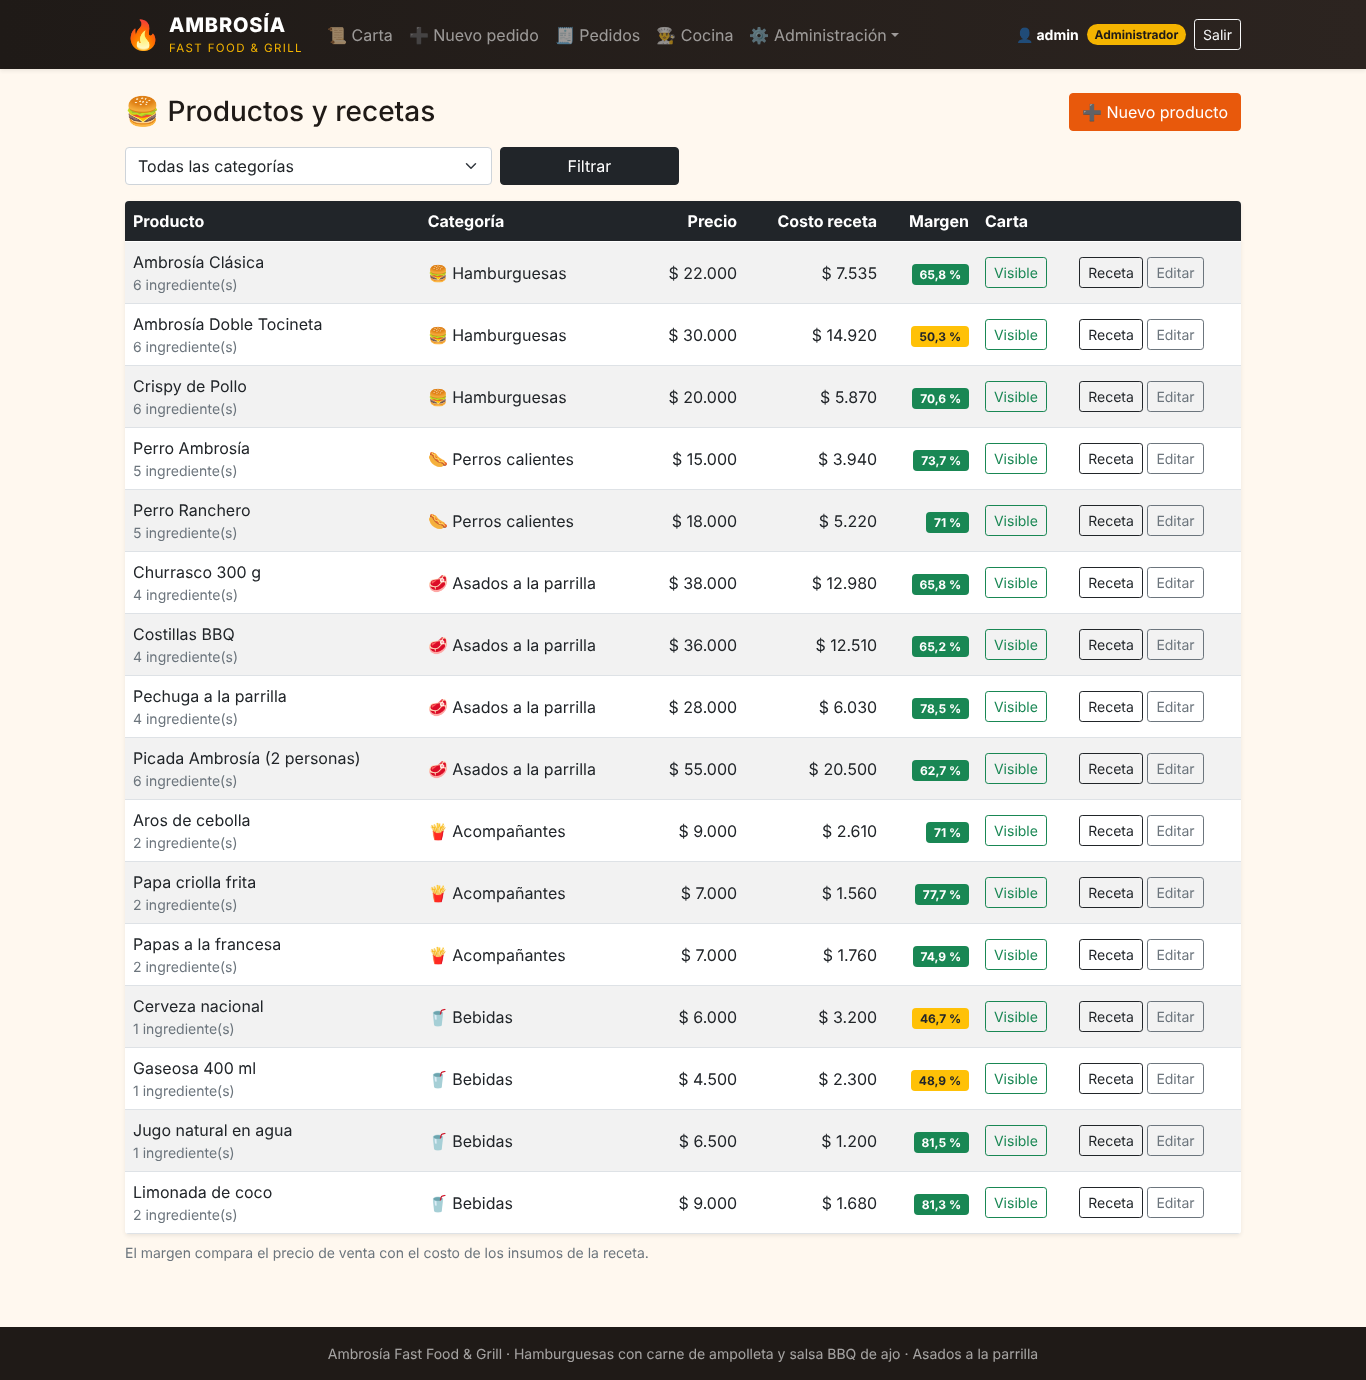 AMBROSÍA
FAST FOOD & GRILL
Carta
Nuevo pedido
Pedidos
Cocina
Administración
admin
Administrador
Salir
Productos y recetas
Nuevo producto
Todas las categorías
Filtrar
Producto Categoría Precio Costo receta Margen Carta
Ambrosía Clásica
6 ingrediente(s)
Hamburguesas $ 22.000 $ 7.535 65,8 % Visible Receta Editar
Ambrosía Doble Tocineta
6 ingrediente(s)
Hamburguesas $ 30.000 $ 14.920 50,3 % Visible Receta Editar
Crispy de Pollo
6 ingrediente(s)
Hamburguesas $ 20.000 $ 5.870 70,6 % Visible Receta Editar
Perro Ambrosía
5 ingrediente(s)
Perros calientes $ 15.000 $ 3.940 73,7 % Visible Receta Editar
Perro Ranchero
5 ingrediente(s)
Perros calientes $ 18.000 $ 5.220 71 % Visible Receta Editar
Churrasco 300 g
4 ingrediente(s)
Asados a la parrilla $ 38.000 $ 12.980 65,8 % Visible Receta Editar
Costillas BBQ
4 ingrediente(s)
Asados a la parrilla $ 36.000 $ 12.510 65,2 % Visible Receta Editar
Pechuga a la parrilla
4 ingrediente(s)
Asados a la parrilla $ 28.000 $ 6.030 78,5 % Visible Receta Editar
Picada Ambrosía (2 personas)
6 ingrediente(s)
Asados a la parrilla $ 55.000 $ 20.500 62,7 % Visible Receta Editar
Aros de cebolla
2 ingrediente(s)
Acompañantes $ 9.000 $ 2.610 71 % Visible Receta Editar
Papa criolla frita
2 ingrediente(s)
Acompañantes $ 7.000 $ 1.560 77,7 % Visible Receta Editar
Papas a la francesa
2 ingrediente(s)
Acompañantes $ 7.000 $ 1.760 74,9 % Visible Receta Editar
Cerveza nacional
1 ingrediente(s)
Bebidas $ 6.000 $ 3.200 46,7 % Visible Receta Editar
Gaseosa 400 ml
1 ingrediente(s)
Bebidas $ 4.500 $ 2.300 48,9 % Visible Receta Editar
Jugo natural en agua
1 ingrediente(s)
Bebidas $ 6.500 $ 1.200 81,5 % Visible Receta Editar
Limonada de coco
2 ingrediente(s)
Bebidas $ 9.000 $ 1.680 81,3 % Visible Receta Editar
El margen compara el precio de venta con el costo de los insumos de la receta.
Ambrosía Fast Food & Grill · Hamburguesas con carne de ampolleta y salsa BBQ de ajo · Asados a la parrilla